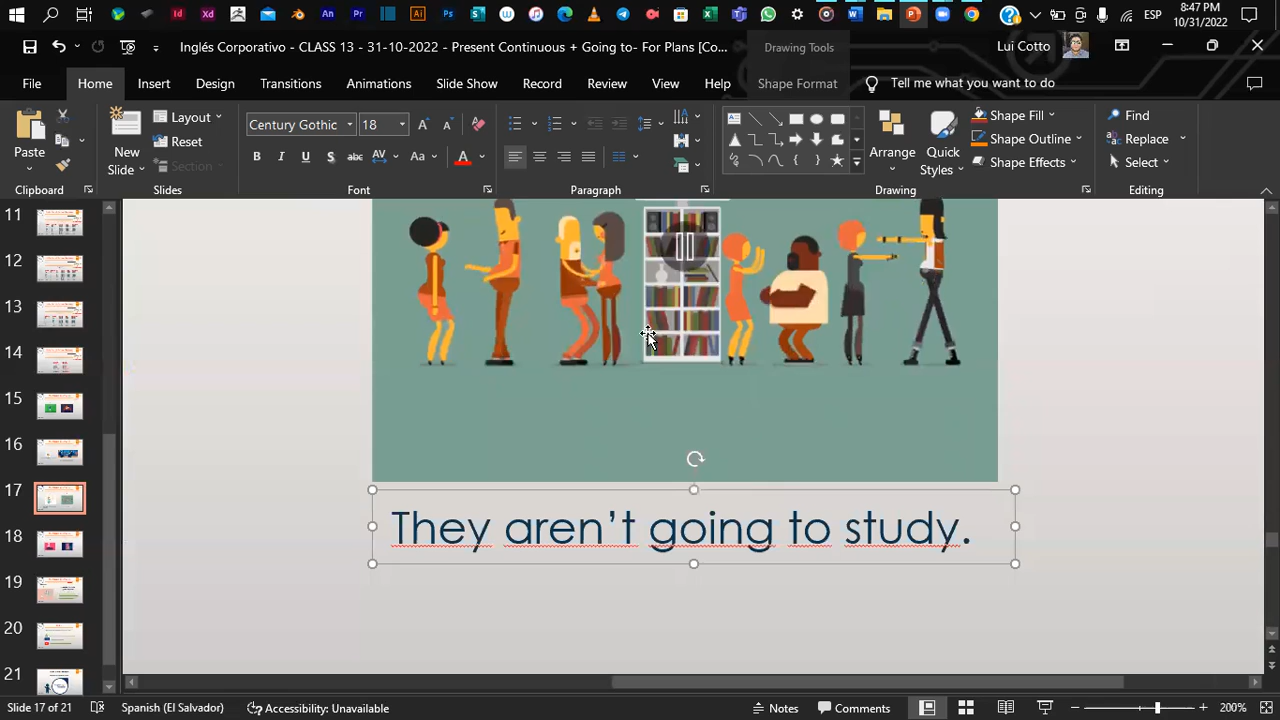 8:47 PM
ESP
10/31/2022
Inglés Corporativo - CLASS 13 - 31-10-2022 - Present Continuous + Going to- For Plans [Co...
Drawing Tools
Lui Cotto
File
Home
Insert
Design
Transitions
Animations
Slide Show
Record
Review
View
Help
Shape Format
Tell me what you want to do
Paste
Clipboard
New
Slide
Layout
Reset
Section
Slides
Century Gothic
18
Font
Paragraph
Arrange
Quick
Styles
Shape Fill
Shape Outline
Shape Effects
Drawing
Find
Replace
Select
Editing
11
12
13
14
15
16
17
18
19
20
21
They aren’t going to study.
Slide 17 of 21
Spanish (El Salvador)
Accessibility: Unavailable
Notes
Comments
200%